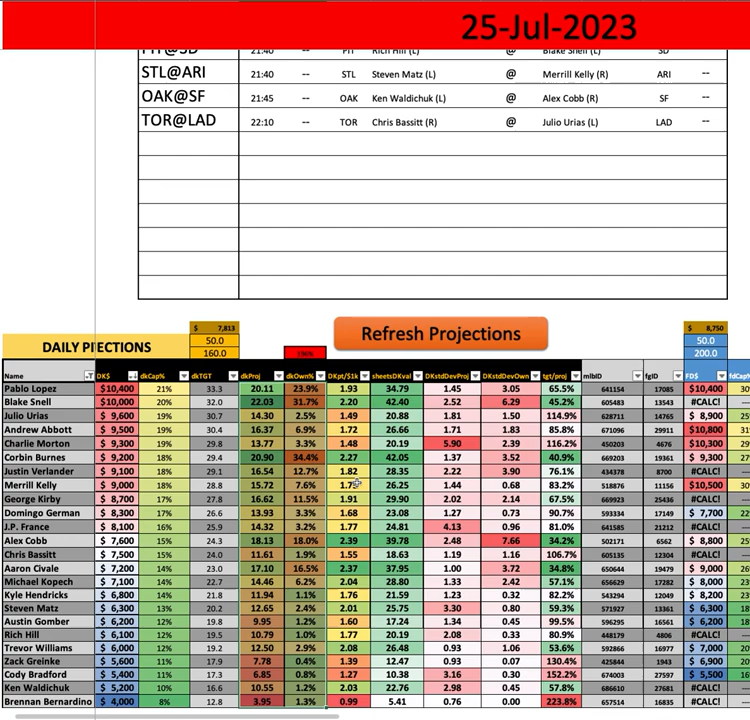 25-Jul-2023
PIT@SD 21:40 -- PIT Rich Hill (L) @ Blake Snell (L) SD
STL@ARI 21:40 -- STL Steven Matz (L) @ Merrill Kelly (R) ARI --
OAK@SF 21:45 -- OAK Ken Waldichuk (L) @ Alex Cobb (R) SF --
TOR@LAD 22:10 -- TOR Chris Bassitt (R) @ Julio Urias (L) LAD --
$ 7,813 $ 8,750
Refresh Projections
50.0 50.0
DAILY P ECTIONS
160.0 196% 200.0
Name DK$ dkCap% dkTGT dkProj dkOwn% DKpt/$1k sheetsDKval DKstdDevProj DKstdDevOwn tgt/proj mlbID fgID FD$ fdCap%
Pablo Lopez $10,400 21% 33.3 20.11 23.9% 1.93 34.79 1.45 3.05 65.5% 641154 17085 $10,400 30%
Blake Snell $10,000 20% 32.0 22.03 31.7% 2.20 42.40 2.52 6.29 45.2% 605483 13543 #CALC!
Julio Urias $ 9,600 19% 30.7 14.30 2.5% 1.49 20.88 1.81 1.50 114.9% 628711 14765 $ 8,900 25
Andrew Abbott $ 9,500 19% 30.4 16.37 6.9% 1.72 26.66 1.71 1.83 85.8% 671096 29911 $10,800 31
Charlie Morton $ 9,300 19% 29.8 13.77 3.3% 1.48 20.19 5.90 2.39 116.2% 450203 4676 $10,300 29
Corbin Burnes $ 9,200 18% 29.4 20.90 34.4% 2.27 42.05 1.37 3.52 40.9% 669203 19361 $ 9,300 27
Justin Verlander $ 9,100 18% 29.1 16.54 12.7% 1.82 28.35 2.22 3.90 76.1% 434378 8700 #CALC!
Merrill Kelly $ 9,000 18% 28.8 15.72 7.6% 1.75 26.25 1.44 0.68 83.2% 518876 11156 $10,500 30
George Kirby $ 8,700 17% 27.8 16.62 11.5% 1.91 29.90 2.02 2.14 67.5% 669923 25436 #CALC!
Domingo German $ 8,300 17% 26.6 13.93 3.3% 1.68 23.08 1.27 0.73 90.7% 593334 17149 $ 7,700 22
J.P. France $ 8,100 16% 25.9 14.32 3.2% 1.77 24.81 4.13 0.96 81.0% 641585 21212 #CALC!
Alex Cobb $ 7,600 15% 24.3 18.13 18.0% 2.39 39.78 2.48 7.66 34.2% 502171 6562 $ 8,800 25
Chris Bassitt $ 7,500 15% 24.0 11.61 1.9% 1.55 18.63 1.19 1.16 106.7% 605135 12304 #CALC!
Aaron Civale $ 7,200 14% 23.0 17.10 16.5% 2.37 37.95 1.00 3.72 34.8% 650644 19479 $ 9,000 26
Michael Kopech $ 7,100 14% 22.7 14.46 6.2% 2.04 28.80 1.33 2.42 57.1% 656629 17282 $ 8,000 23
Kyle Hendricks $ 6,800 14% 21.8 11.94 1.1% 1.76 21.59 1.23 0.32 82.2% 543294 12049 $ 8,200 23
Steven Matz $ 6,300 13% 20.2 12.65 2.4% 2.01 25.75 3.30 0.80 59.3% 571927 13361 $ 6,300 18
Austin Gomber $ 6,200 12% 19.8 9.95 1.2% 1.60 17.24 1.34 0.45 99.5% 596295 16561 $ 6,200 18
Rich Hill $ 6,100 12% 19.5 10.79 1.0% 1.77 20.19 2.08 0.33 80.9% 448179 4806 #CALC!
Trevor Williams $ 6,000 12% 19.2 12.50 2.9% 2.08 26.48 0.93 1.06 53.6% 592866 16977 $ 7,000 20
Zack Greinke $ 5,600 11% 17.9 7.78 0.4% 1.39 12.47 0.93 0.07 130.4% 425844 1943 $ 6,900 20
Cody Bradford $ 5,400 11% 17.3 6.85 0.8% 1.27 10.38 3.16 0.30 152.2% 674003 27597 $ 5,500 16
Ken Waldichuk $ 5,200 10% 16.6 10.55 1.2% 2.03 22.76 2.98 0.45 57.8% 686610 27681 #CALC!
Brennan Bernardino $ 4,000 8% 12.8 3.95 1.3% 0.99 5.41 0.76 0.00 223.8% 657514 16835 #CALC!